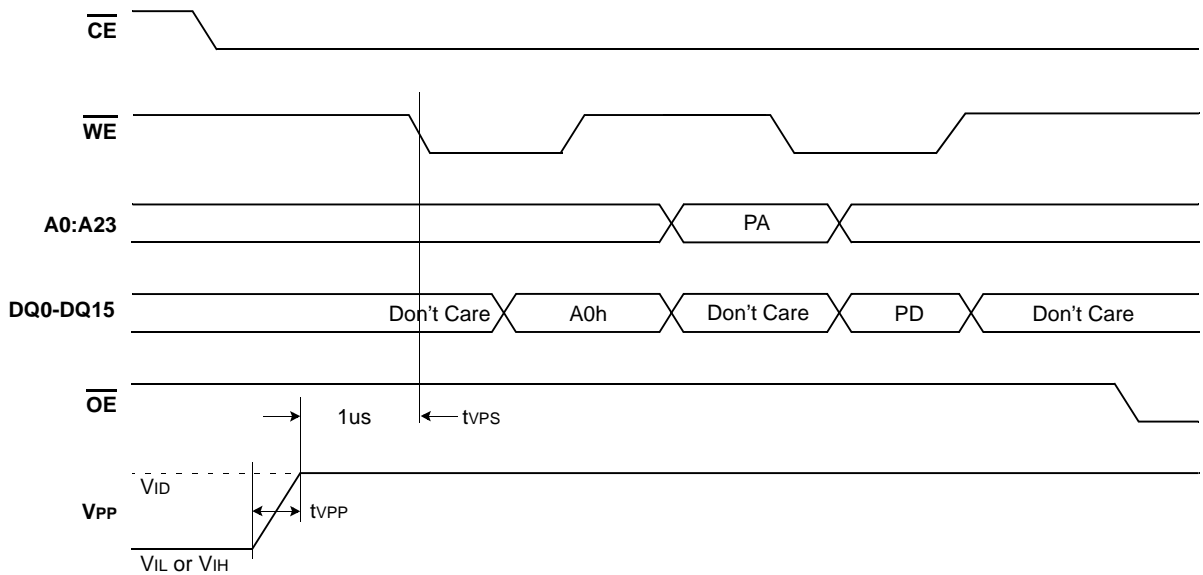 CE
WE
A0:A23
PA
DQ0-DQ15
Don't Care
A0h
Don't Care
PD
Don't Care
OE
1us
tVPS
VID
VPP
tVPP
VIL or VIH